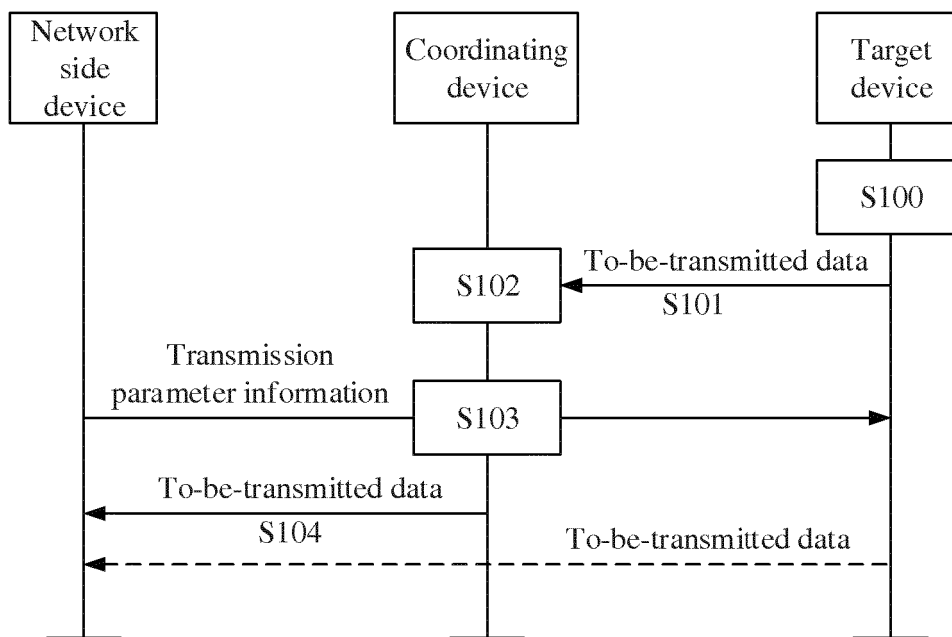 Network
side
device
Coordinating
device
Target
device
S100
To-be-transmitted data
S102
S101
Transmission
parameter information
S103
To-be-transmitted data
S104
To-be-transmitted data